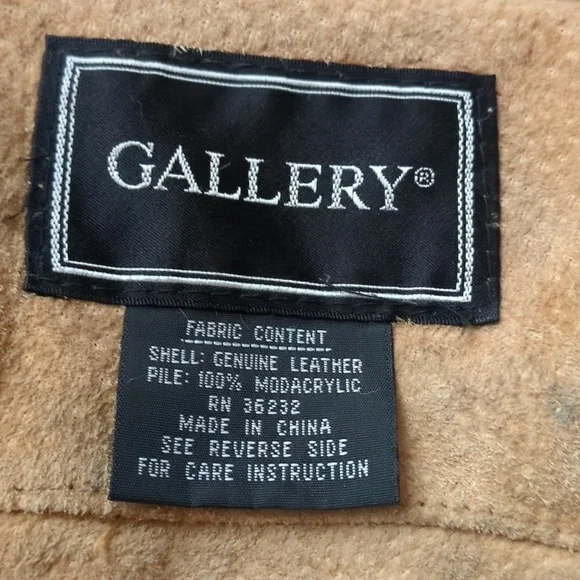 GALLERY®
FABRIC CONTENT
SHELL: GENUINE LEATHER
PILE: 100% MODACRYLIC
RN 36232
MADE IN CHINA
SEE REVERSE SIDE
FOR CARE INSTRUCTION